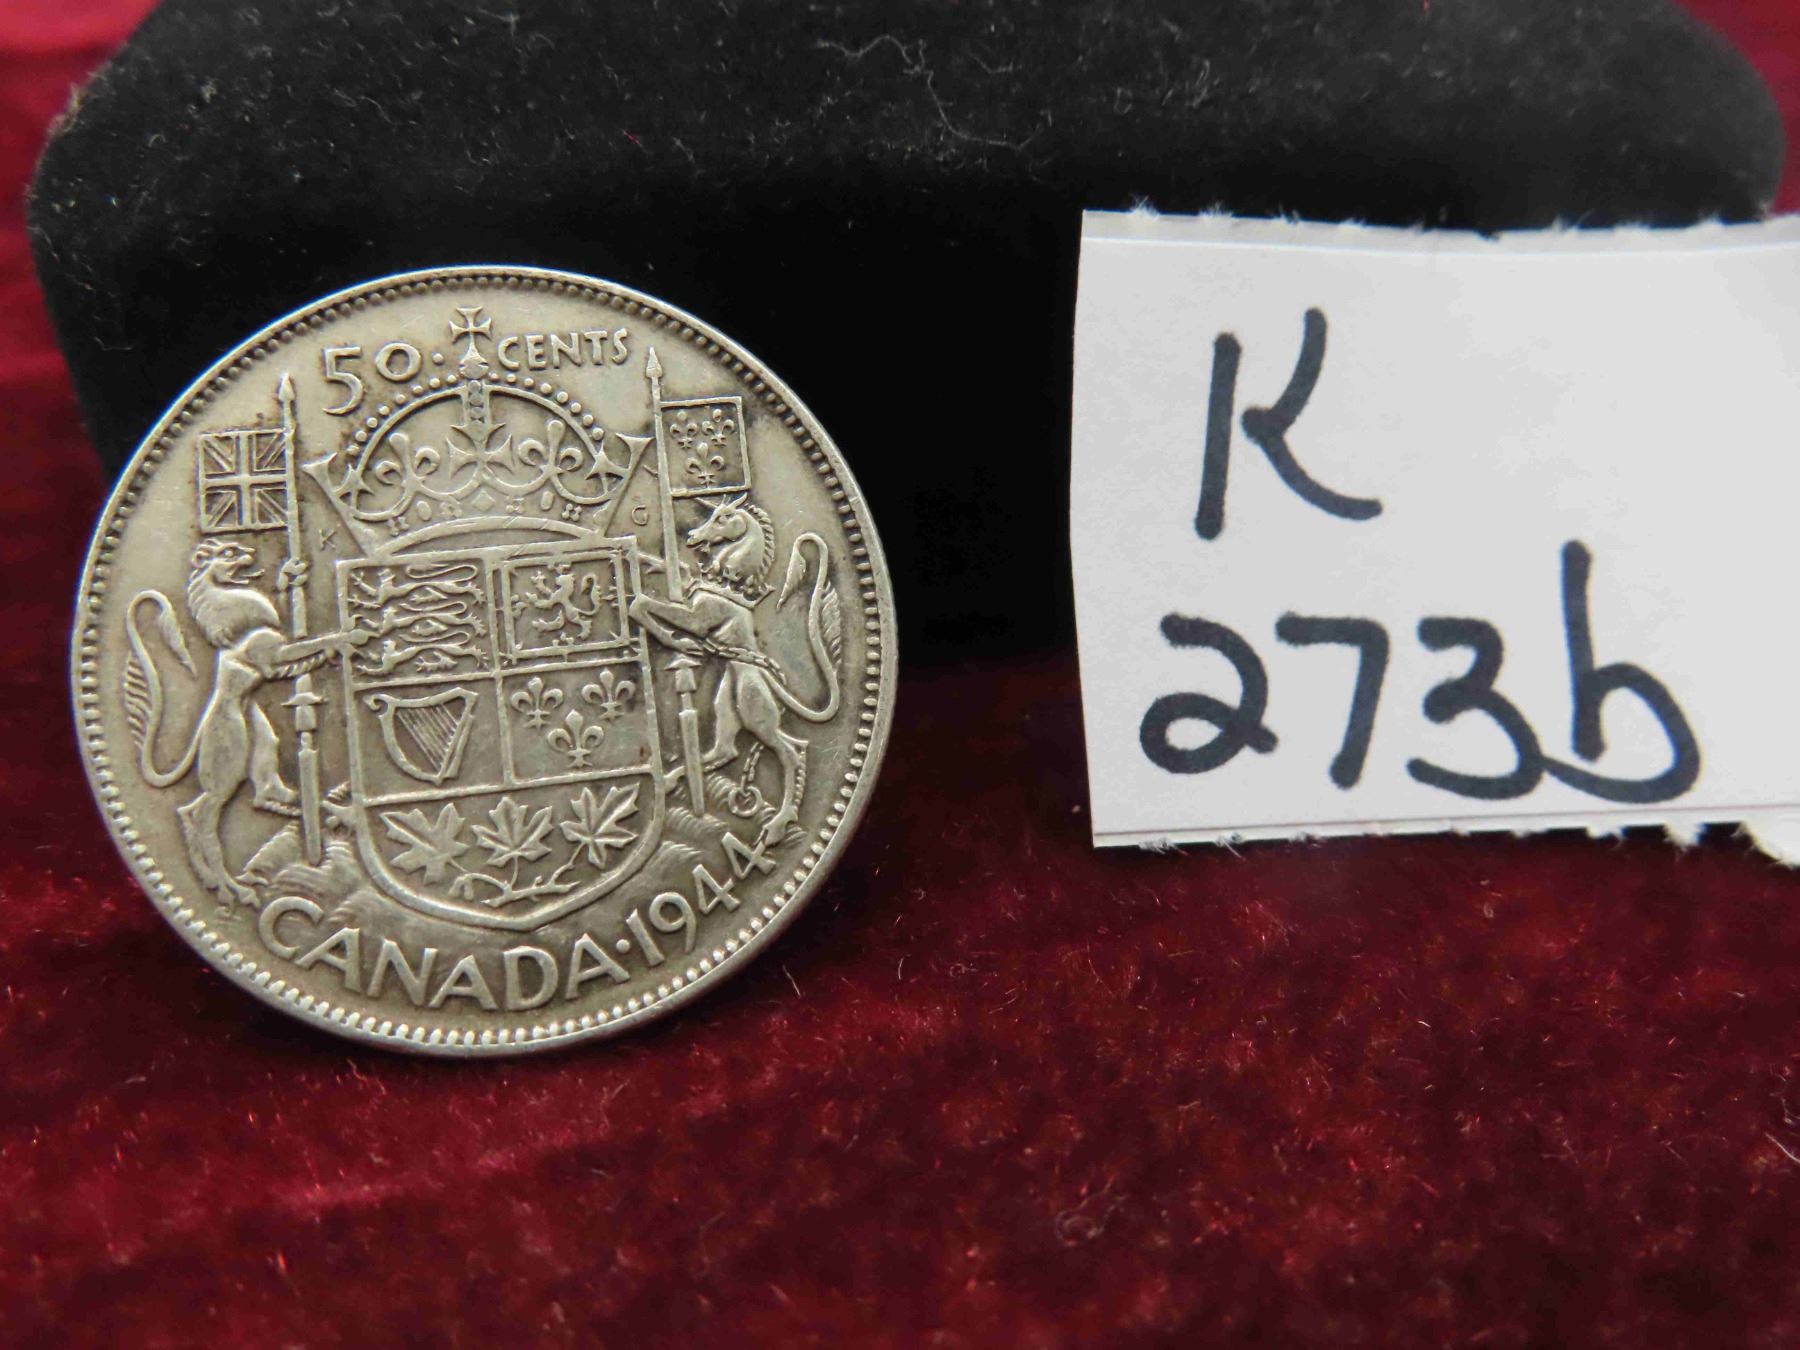 50 · CENTS
K G
CANADA · 1944
K
273b